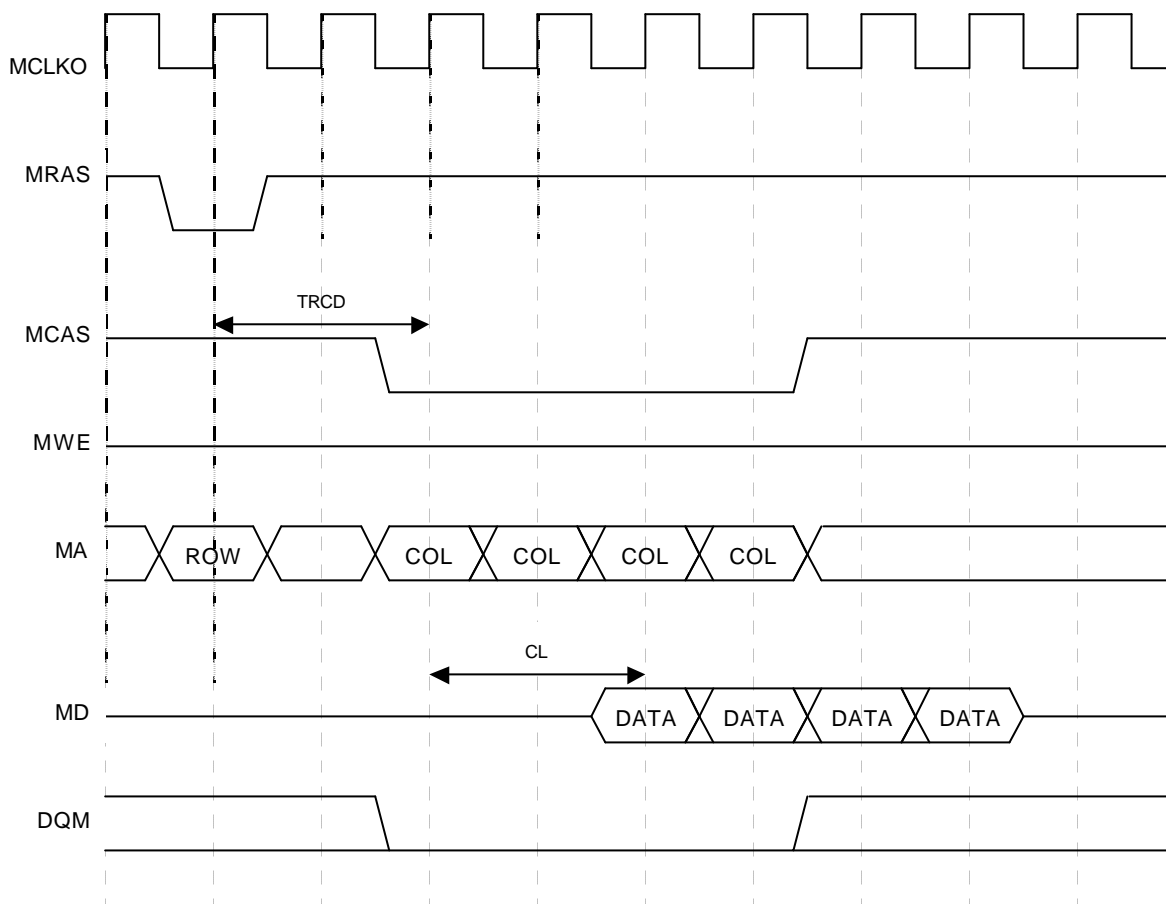 MCLKO
MRAS
TRCD
MCAS
MWE
MA ROW COL COL COL COL
CL
MD DATA DATA DATA DATA
DQM